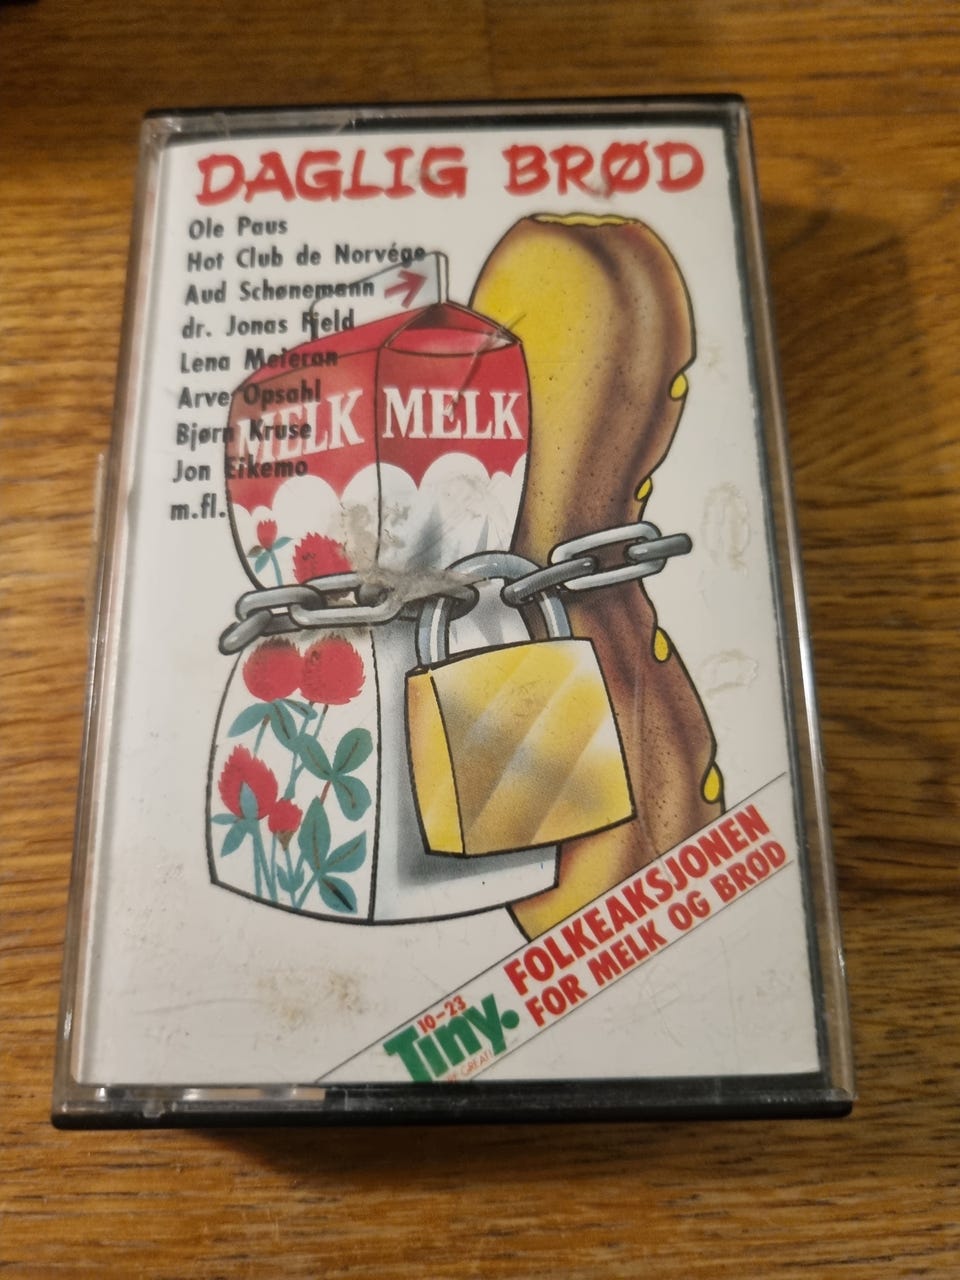 DAGLIG BRØD
Ole Paus
Hot Club de Norvége
Aud Schønemann
dr. Jonas Fjeld
Lena Meieran
Arve Opsahl
Bjørn Kruse
Jon Eikemo
m.fl.
MELK MELK
FOLKEAKSJONEN
FOR MELK OG BRØD
10-23
Tiny.